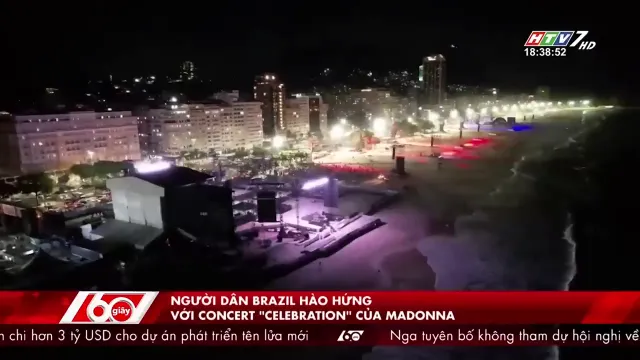 HTV7 HD
18:38:52
60 giây
NGƯỜI DÂN BRAZIL HÀO HỨNG
VỚI CONCERT "CELEBRATION" CỦA MADONNA
n chi hơn 3 tỷ USD cho dự án phát triển tên lửa mới 60 Nga tuyên bố không tham dự hội nghị về